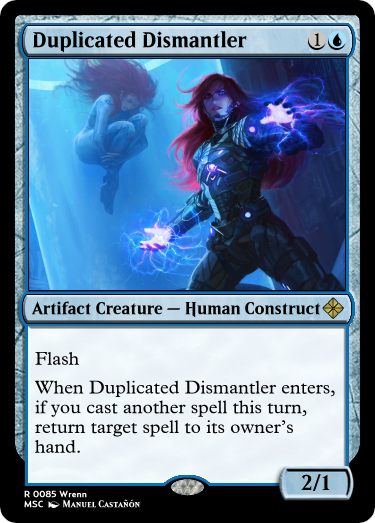 Duplicated Dismantler 1
Artifact Creature — Human Construct
Flash
When Duplicated Dismantler enters,
if you cast another spell this turn,
return target spell to its owner's
hand.
2/1
R 0085 Wrenn
MSC Manuel Castañón